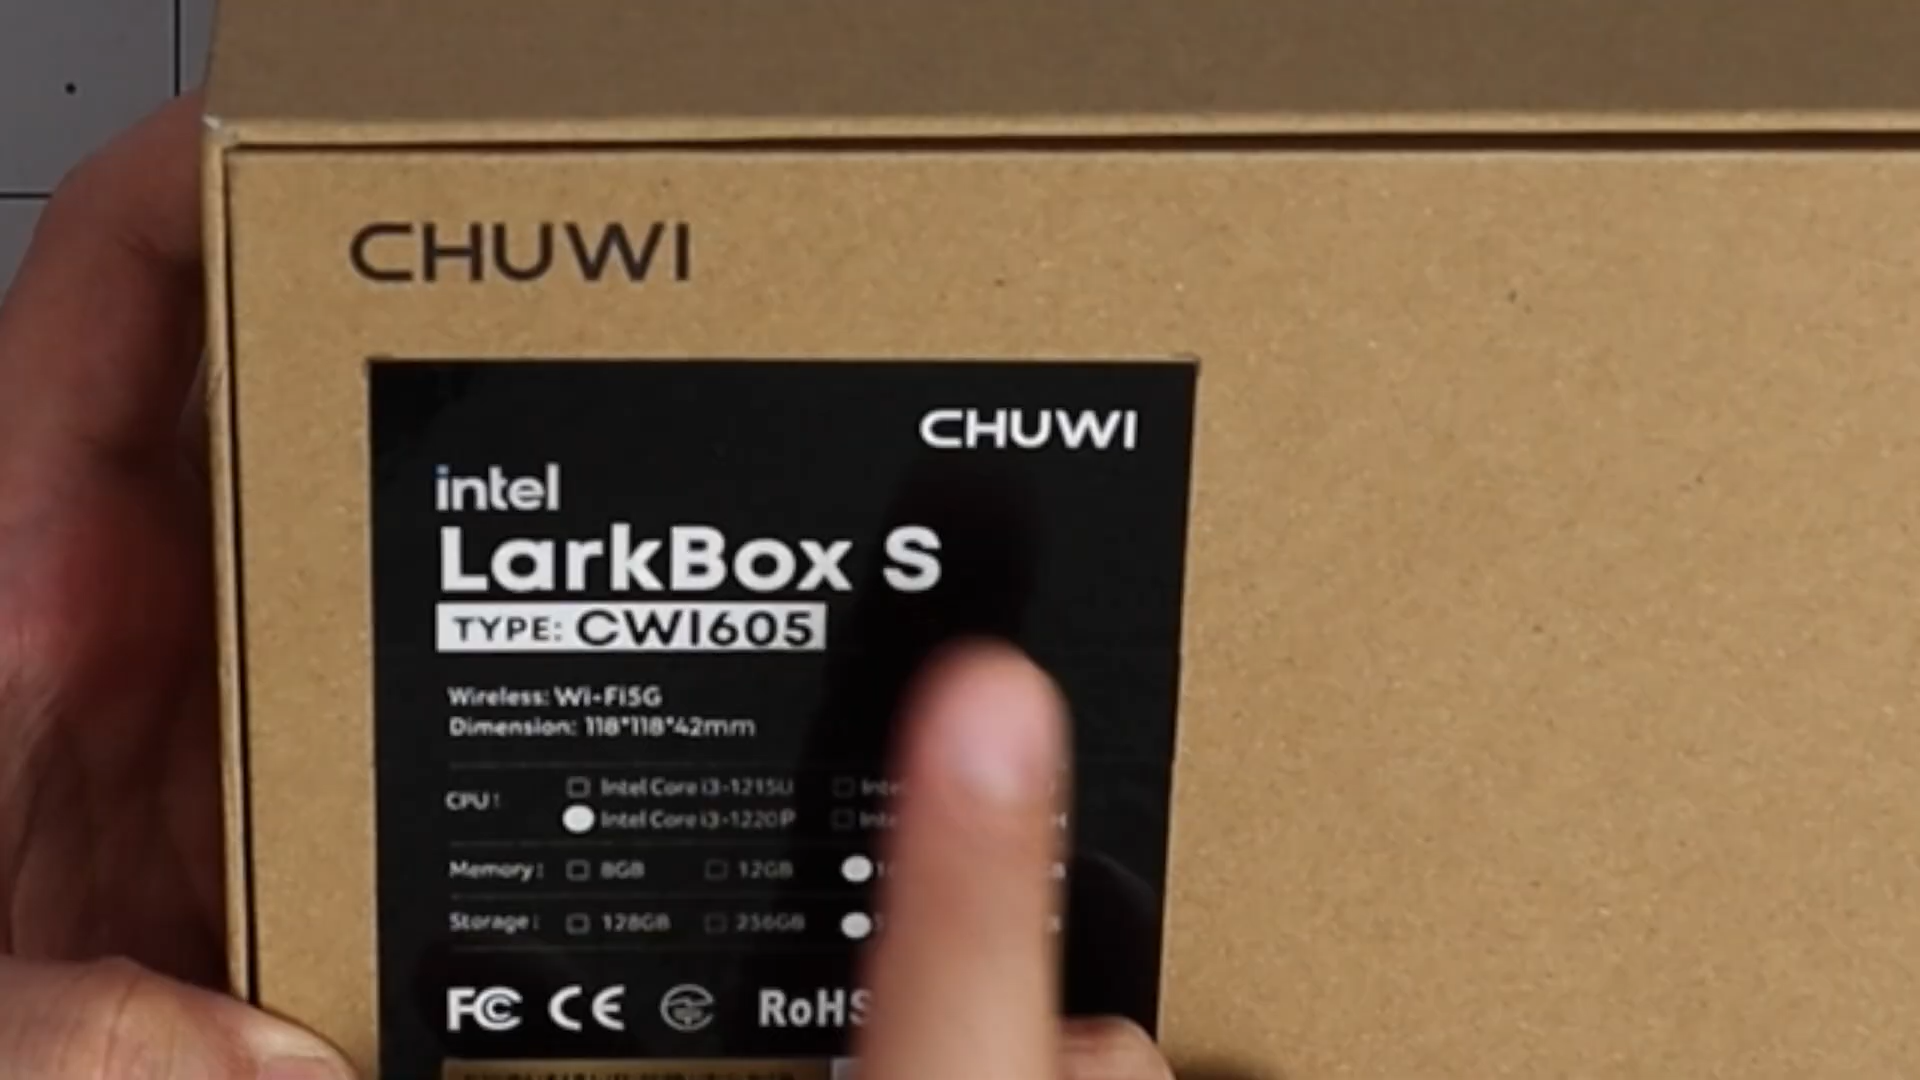 CHUWI
CHUWI
intel
LarkBox S
TYPE: CWI605
Wireless: Wi-Fi5G
Dimension: 118*118*42mm
CPU: Intel Core i3-1215U
Intel Core i3-1220P
Memory: 8GB 12GB
Storage: 128GB 256GB
FC CE RoHS